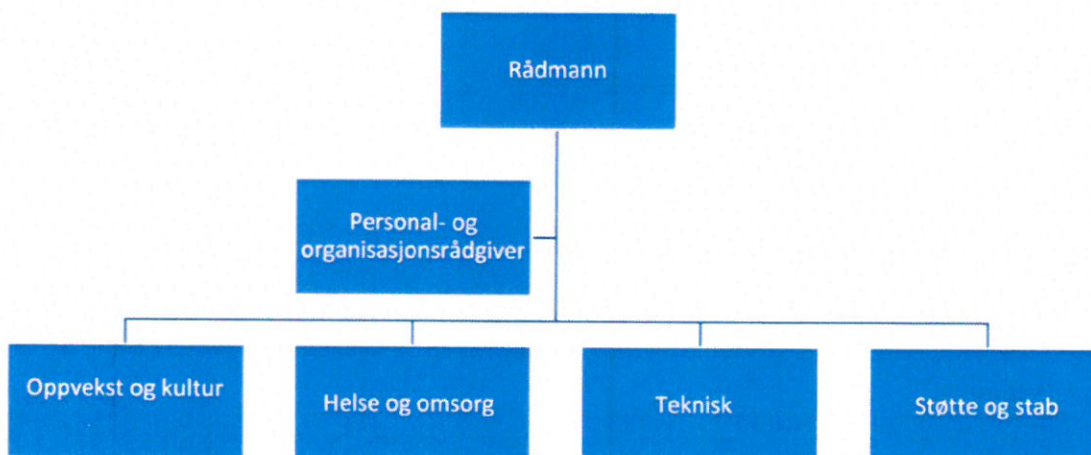 Rådmann
Personal- og
organisasjonsrådgiver
Oppvekst og kultur
Helse og omsorg
Teknisk
Støtte og stab